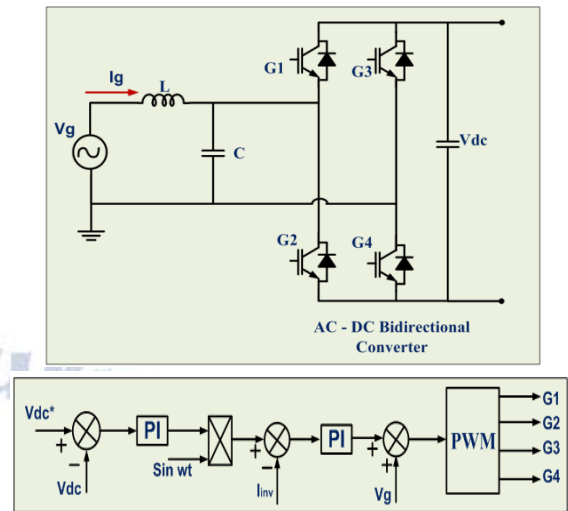 G1
G3
Ig
L
Vg
C
Vdc
G2
G4
AC - DC Bidirectional
Converter
Vdc*
+
−
Vdc
PI
Sin wt
+
−
Iinv
PI
+
+
Vg
PWM
G1
G2
G3
G4